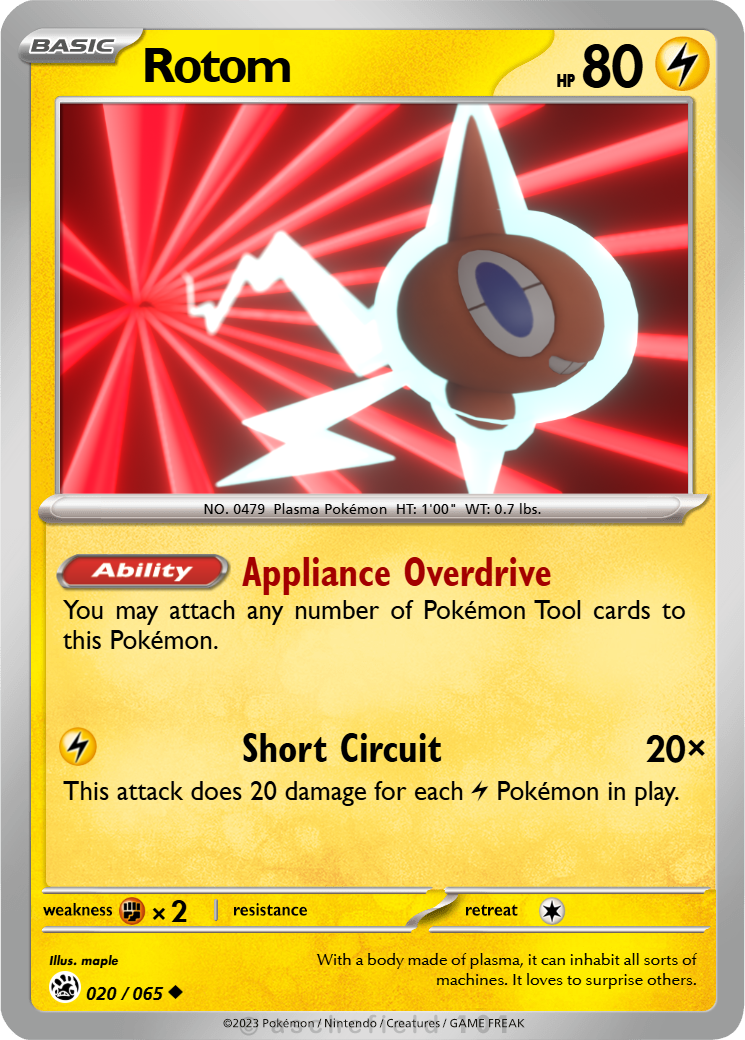 BASIC
Rotom
HP 80
NO. 0479 Plasma Pokémon HT: 1'00" WT: 0.7 lbs.
Ability Appliance Overdrive
You may attach any number of Pokémon Tool cards to
this Pokémon.
Short Circuit 20×
This attack does 20 damage for each Pokémon in play.
weakness × 2 resistance retreat
Illus. maple
With a body made of plasma, it can inhabit all sorts of
machines. It loves to surprise others.
020 / 065
©2023 Pokémon / Nintendo / Creatures / GAME FREAK